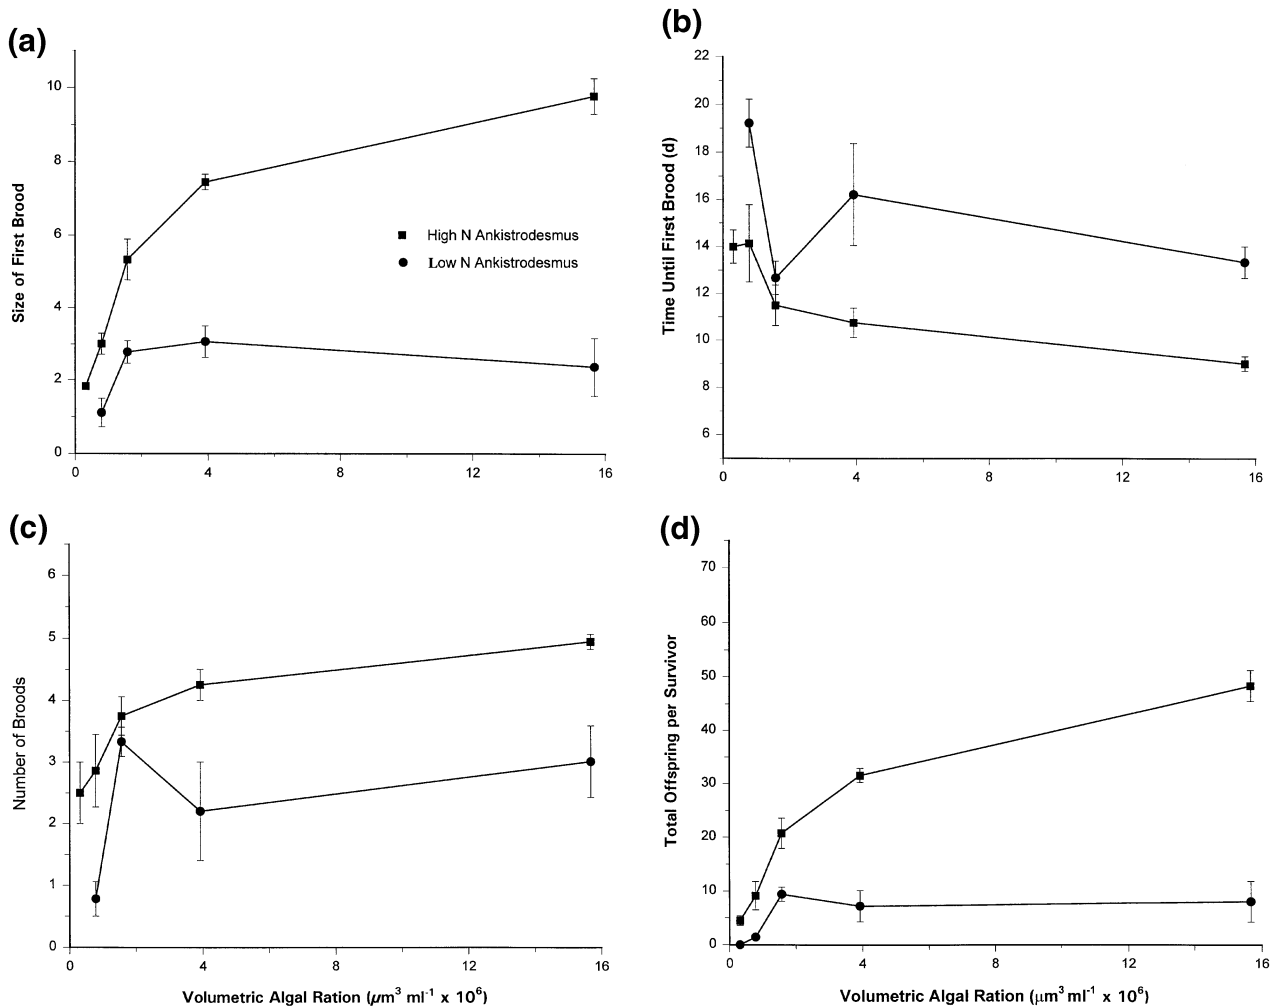 (a)
Size of First Brood
10
8
6
4
2
0
0 4 8 12 16
High N Ankistrodesmus
Low N Ankistrodesmus
(b)
Time Until First Brood (d)
22
20
18
16
14
12
10
8
6
0 4 8 12 16
(c)
Number of Broods
6
5
4
3
2
1
0
0 4 8 12 16
Volumetric Algal Ration (µm³ ml⁻¹ x 10⁶)
(d)
Total Offspring per Survivor
70
60
50
40
30
20
10
0
0 4 8 12 16
Volumetric Algal Ration (µm³ ml⁻¹ x 10⁶)